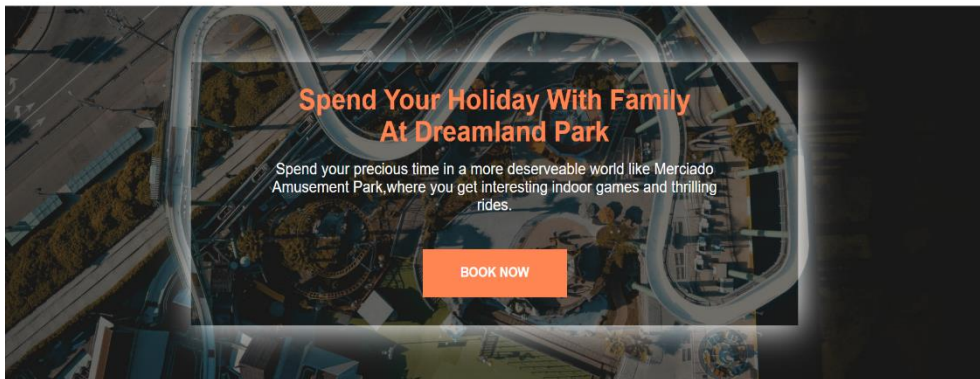 Spend Your Holiday With Family
At Dreamland Park
Spend your precious time in a more deserveable world like Merciado
Amusement Park,where you get interesting indoor games and thrilling
rides.
BOOK NOW